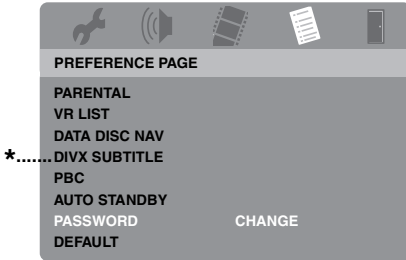 PREFERENCE PAGE
PARENTAL
VR LIST
DATA DISC NAV
*.......DIVX SUBTITLE
PBC
AUTO STANDBY
PASSWORD CHANGE
DEFAULT